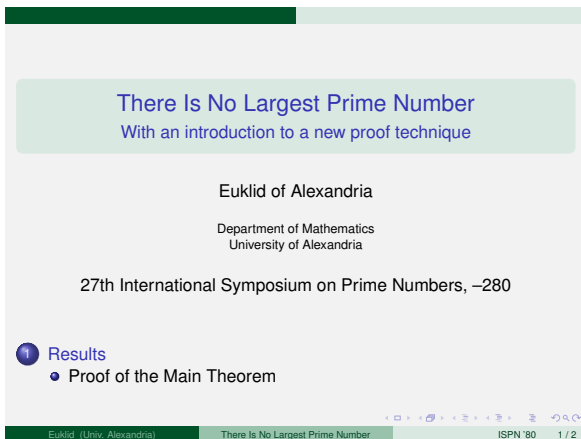 There Is No Largest Prime Number
With an introduction to a new proof technique
Euklid of Alexandria
Department of Mathematics
University of Alexandria
27th International Symposium on Prime Numbers, –280
1 Results
Proof of the Main Theorem
Euklid (Univ. Alexandria) There Is No Largest Prime Number ISPN '80 1 / 2